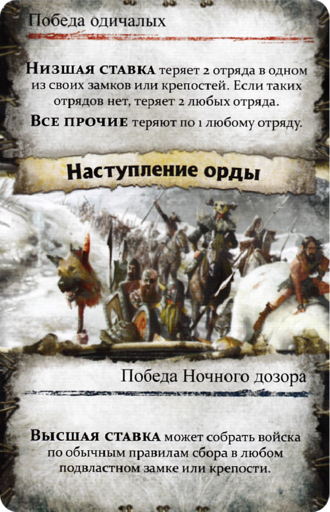 Победа одичалых
Низшая ставка теряет 2 отряда в одном
из своих замков или крепостей. Если таких
отрядов нет, теряет 2 любых отряда.
Все прочие теряют по 1 любому отряду.
Наступление орды
Победа Ночного дозора
Высшая ставка может собрать войска
по обычным правилам сбора в любом
подвластном замке или крепости.